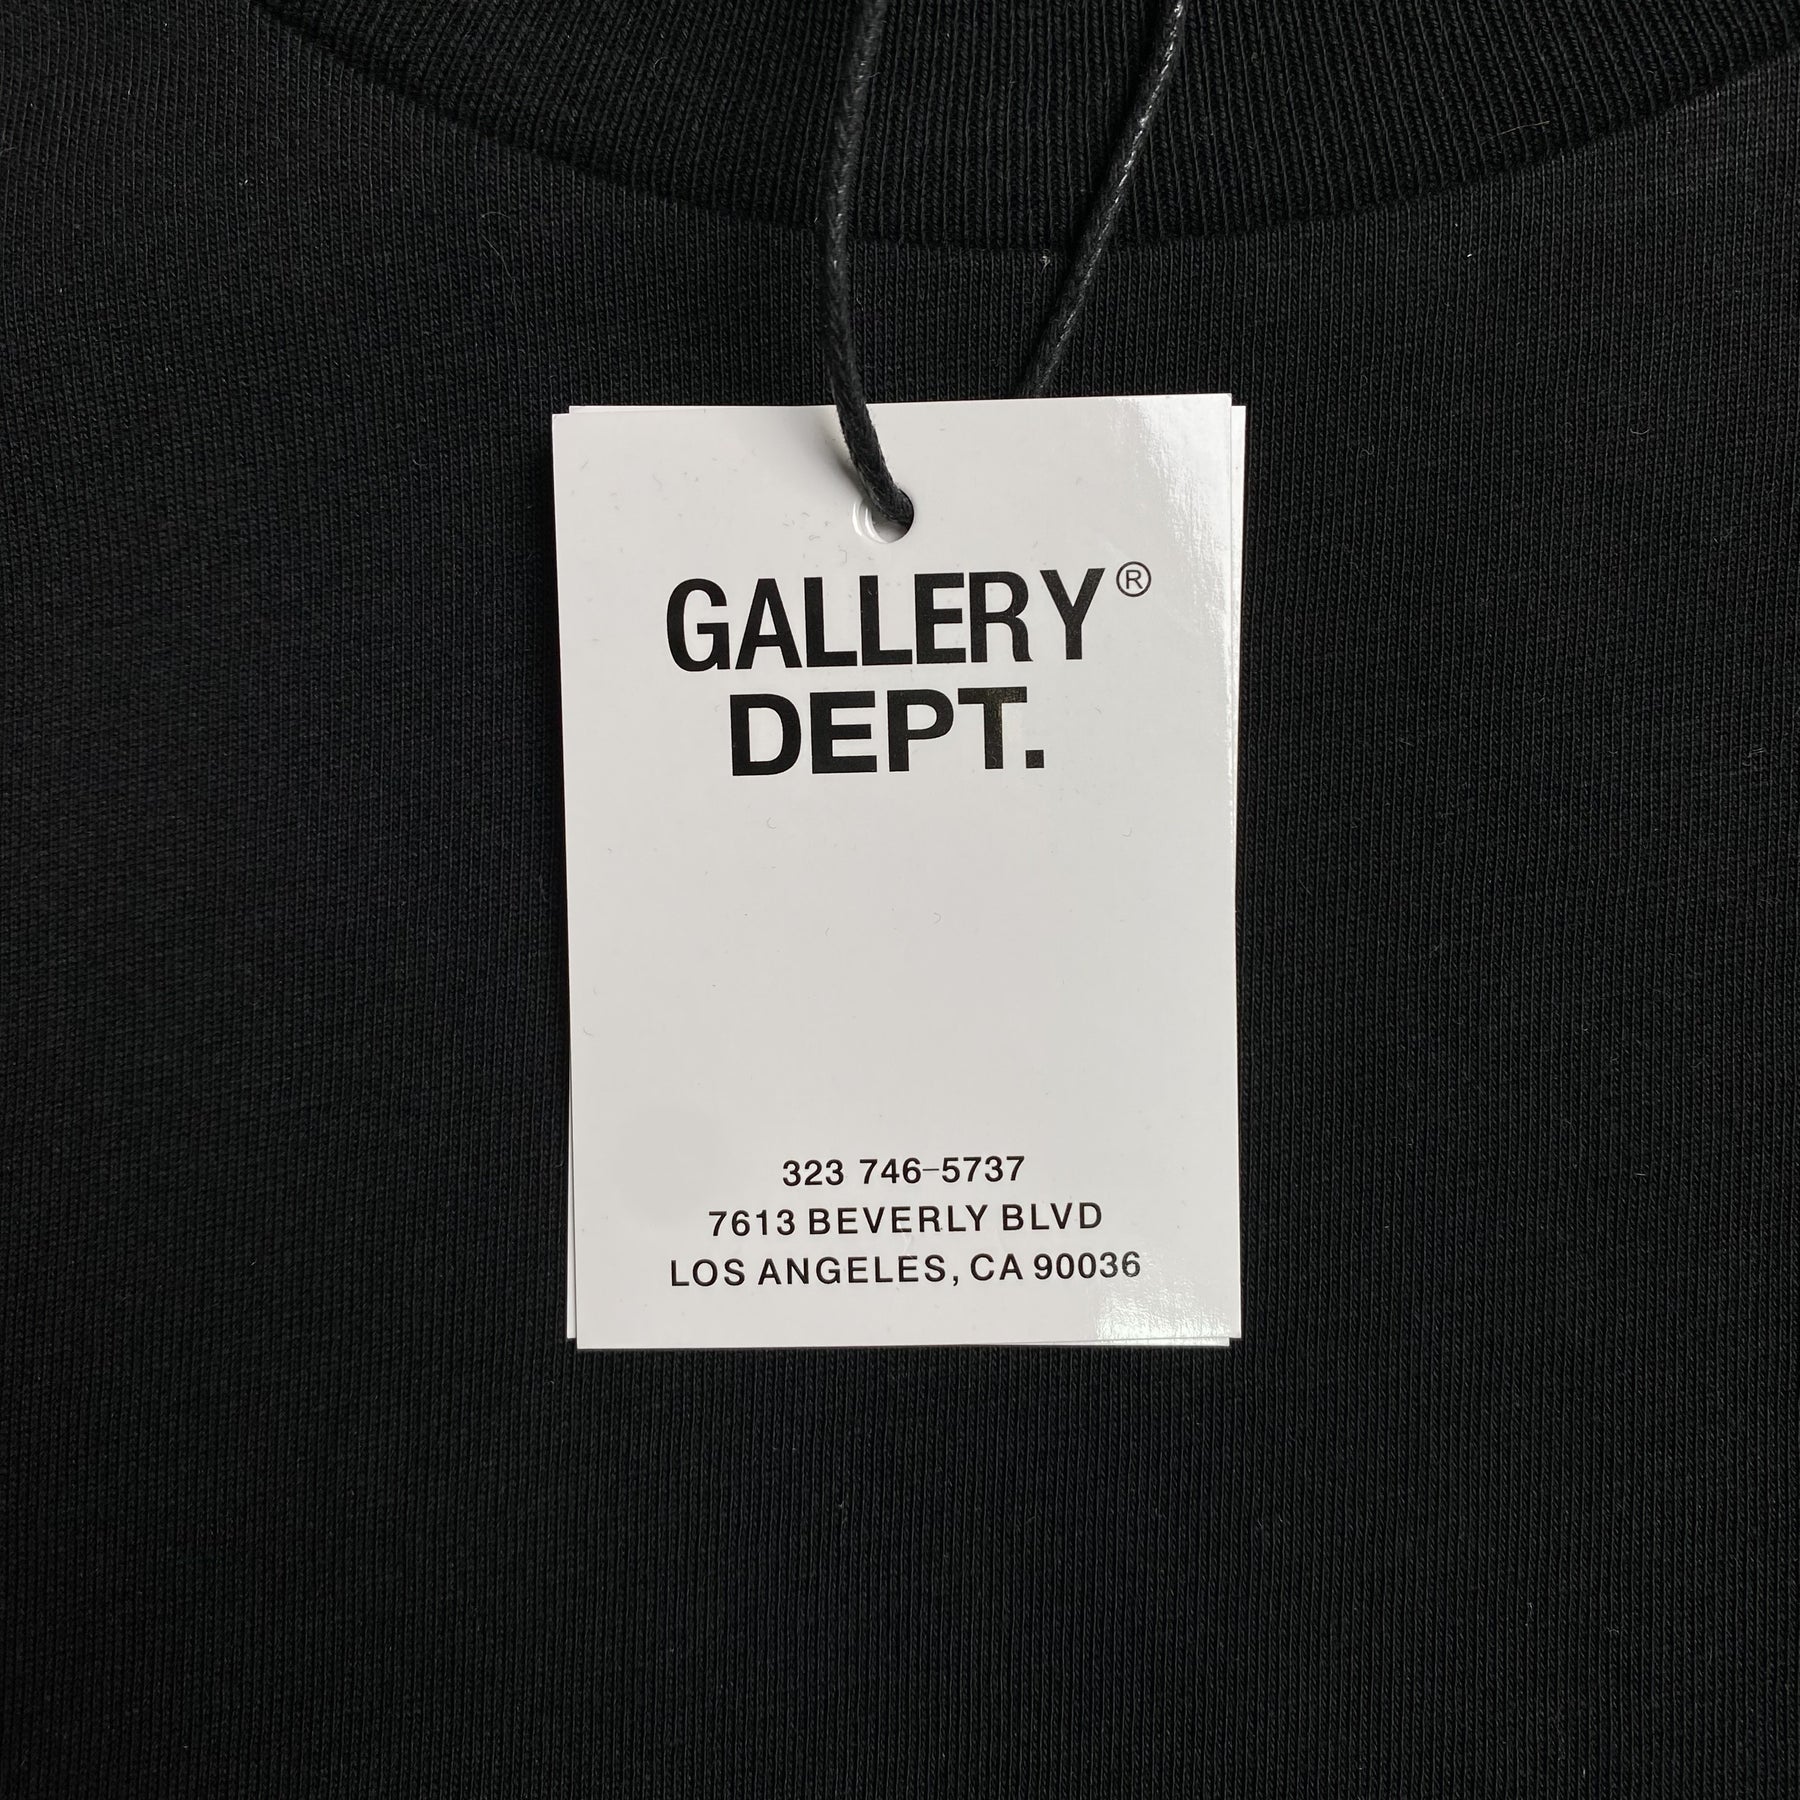 GALLERY®
DEPT.
323 746-5737
7613 BEVERLY BLVD
LOS ANGELES, CA 90036